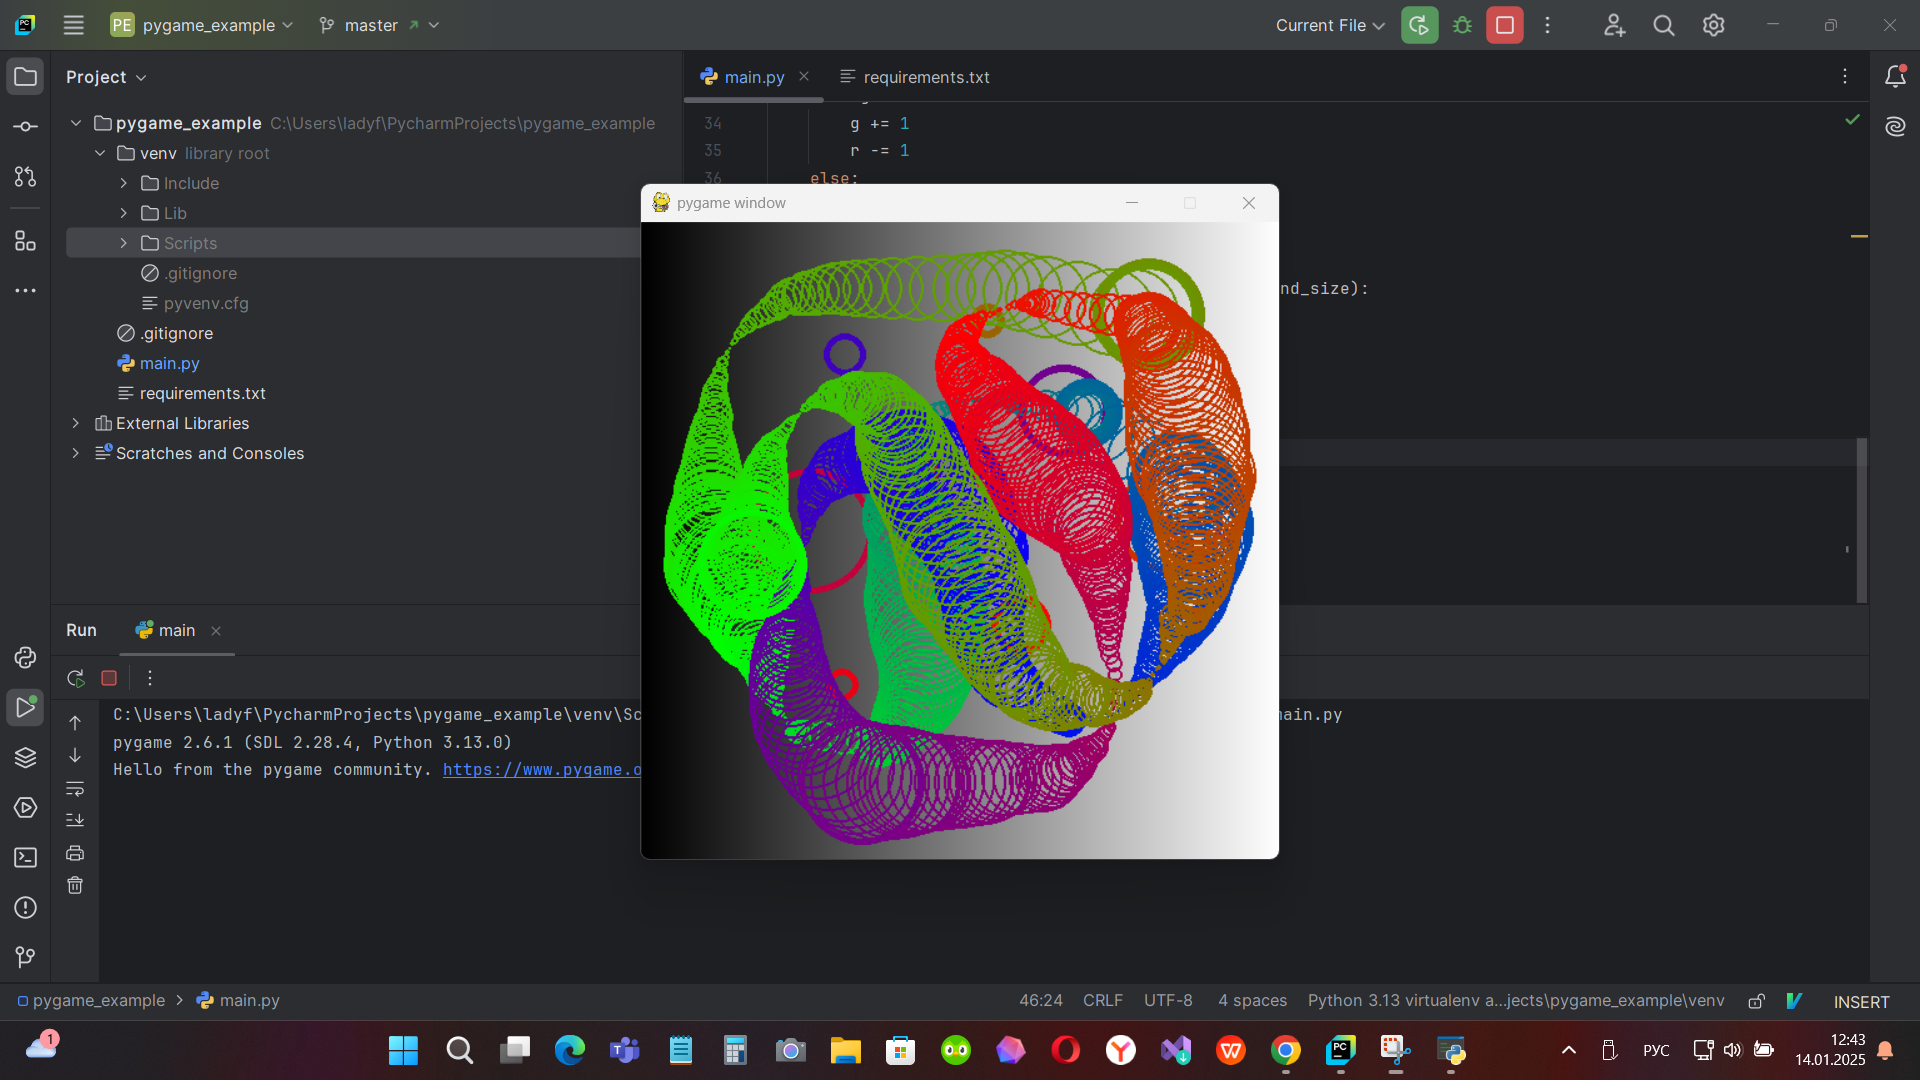 PE pygame_example master Current File
Project
main.py requirements.txt
pygame_example C:\Users\ladyf\PycharmProjects\pygame_example
venv library root
Include
Lib
Scripts
.gitignore
pyvenv.cfg
.gitignore
main.py
requirements.txt
External Libraries
Scratches and Consoles
34 g += 1
35 r -= 1
36 else:
nd_size):
pygame window
Run main
C:\Users\ladyf\PycharmProjects\pygame_example\venv\Sc
main.py
pygame 2.6.1 (SDL 2.28.4, Python 3.13.0)
Hello from the pygame community. https://www.pygame.o
pygame_example > main.py 46:24 CRLF UTF-8 4 spaces Python 3.13 virtualenv a...jects\pygame_example\venv INSERT
1
РУС
12:43
14.01.2025